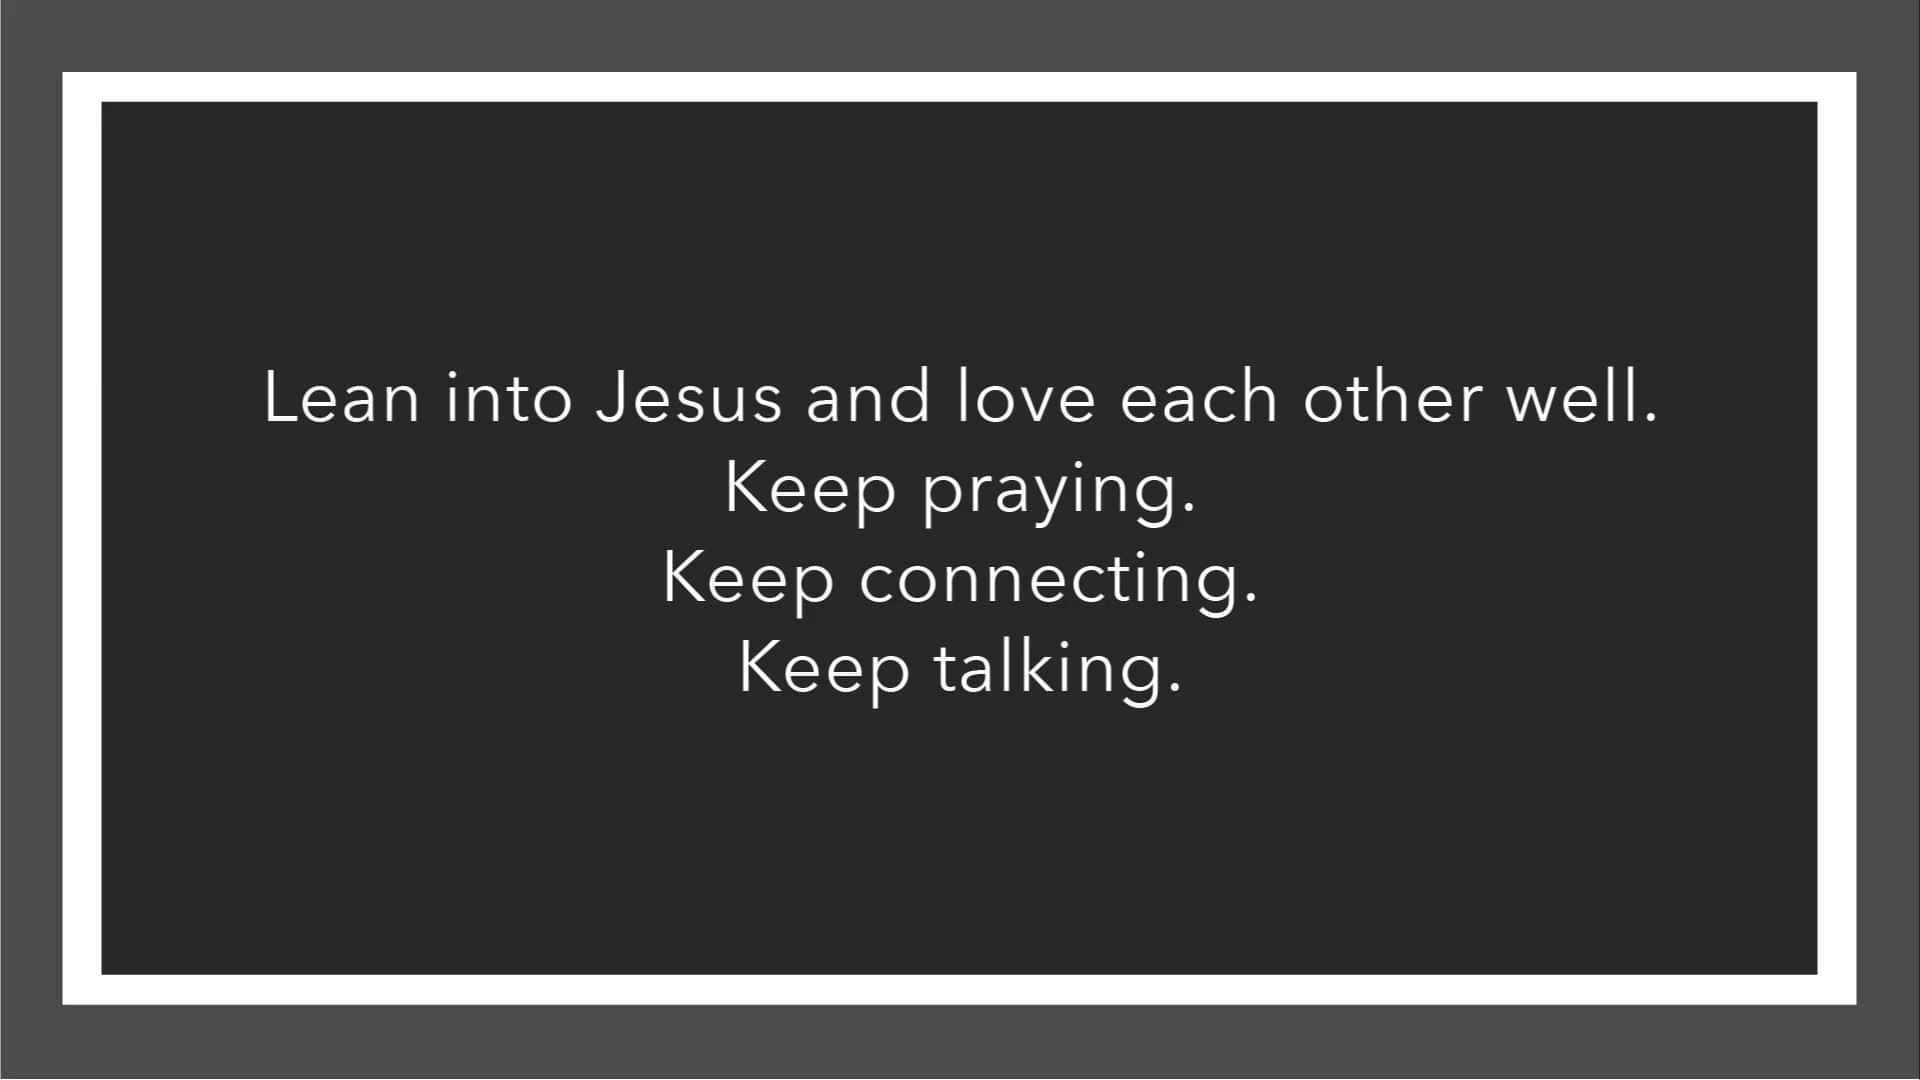 Lean into Jesus and love each other well.
Keep praying.
Keep connecting.
Keep talking.